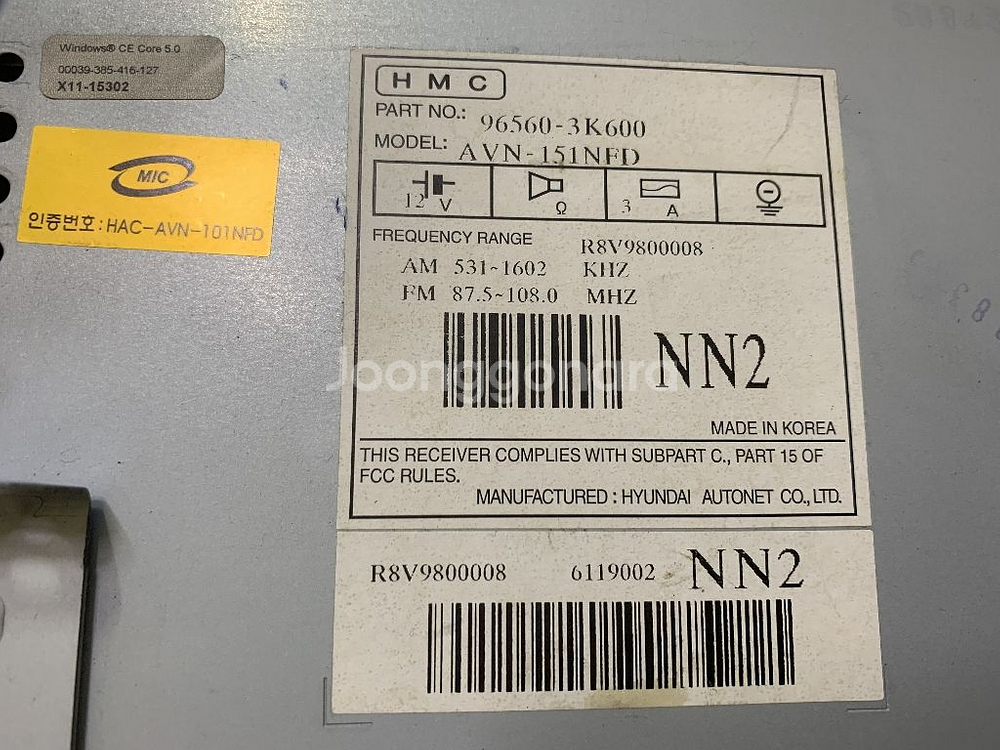 Windows® CE Core 5.0
00039-385-416-127
X11-15302
MIC
인증번호: HAC-AVN-101NFD
HMC
PART NO.: 96560-3K600
MODEL: AVN-151NFD
12 V
Ω
3 A
FREQUENCY RANGE R8V9800008
AM 531~1602 KHZ
FM 87.5~108.0 MHZ
NN2
Joonggonara
MADE IN KOREA
THIS RECEIVER COMPLIES WITH SUBPART C., PART 15 OF
FCC RULES.
MANUFACTURED : HYUNDAI AUTONET CO., LTD.
R8V9800008 6119002 NN2